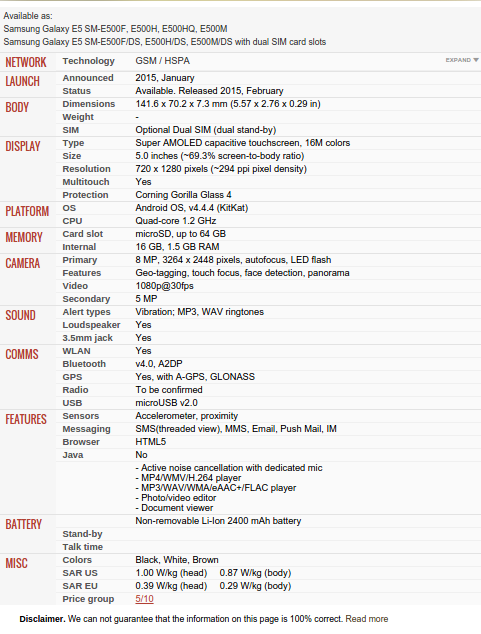 Available as:
Samsung Galaxy E5 SM-E500F, E500H, E500HQ, E500M
Samsung Galaxy E5 SM-E500F/DS, E500H/DS, E500M/DS with dual SIM card slots
NETWORK Technology GSM / HSPA EXPAND ▼
LAUNCH Announced 2015, January
Status Available. Released 2015, February
BODY Dimensions 141.6 x 70.2 x 7.3 mm (5.57 x 2.76 x 0.29 in)
Weight -
SIM Optional Dual SIM (dual stand-by)
DISPLAY Type Super AMOLED capacitive touchscreen, 16M colors
Size 5.0 inches (~69.3% screen-to-body ratio)
Resolution 720 x 1280 pixels (~294 ppi pixel density)
Multitouch Yes
Protection Corning Gorilla Glass 4
PLATFORM OS Android OS, v4.4.4 (KitKat)
CPU Quad-core 1.2 GHz
MEMORY Card slot microSD, up to 64 GB
Internal 16 GB, 1.5 GB RAM
CAMERA Primary 8 MP, 3264 x 2448 pixels, autofocus, LED flash
Features Geo-tagging, touch focus, face detection, panorama
Video 1080p@30fps
Secondary 5 MP
SOUND Alert types Vibration; MP3, WAV ringtones
Loudspeaker Yes
3.5mm jack Yes
COMMS WLAN Yes
Bluetooth v4.0, A2DP
GPS Yes, with A-GPS, GLONASS
Radio To be confirmed
USB microUSB v2.0
FEATURES Sensors Accelerometer, proximity
Messaging SMS(threaded view), MMS, Email, Push Mail, IM
Browser HTML5
Java No
- Active noise cancellation with dedicated mic
- MP4/WMV/H.264 player
- MP3/WAV/WMA/eAAC+/FLAC player
- Photo/video editor
- Document viewer
BATTERY Non-removable Li-Ion 2400 mAh battery
Stand-by
Talk time
MISC Colors Black, White, Brown
SAR US 1.00 W/kg (head) 0.87 W/kg (body)
SAR EU 0.39 W/kg (head) 0.29 W/kg (body)
Price group 5/10
Disclaimer. We can not guarantee that the information on this page is 100% correct. Read more